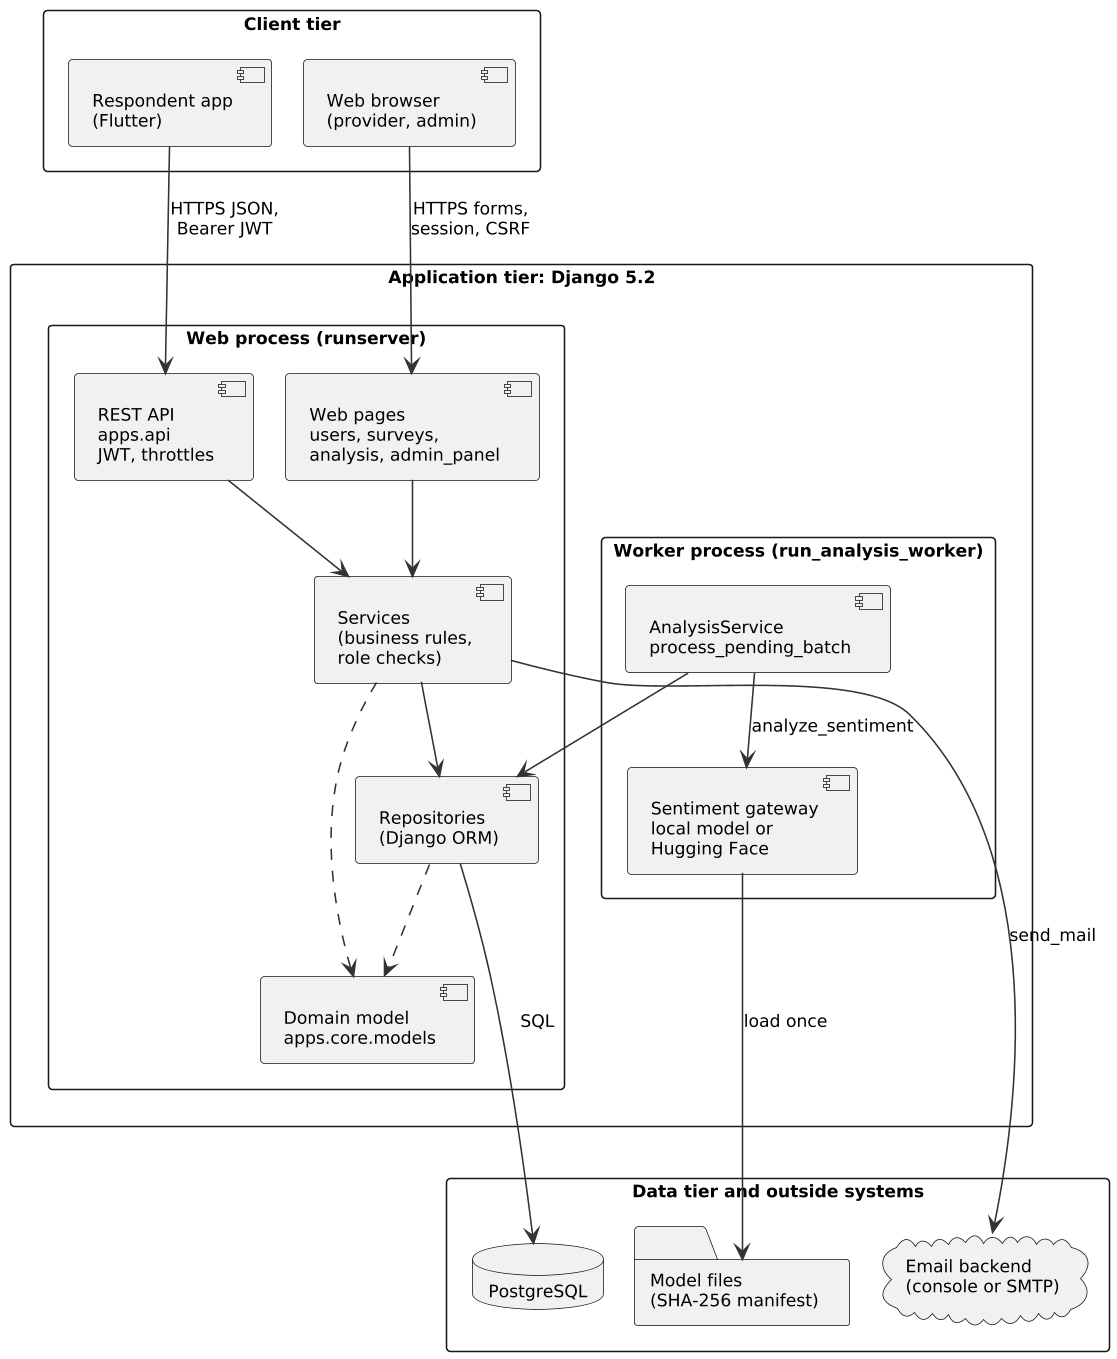 Client tier
Respondent app
(Flutter)
Web browser
(provider, admin)
HTTPS JSON,
Bearer JWT
HTTPS forms,
session, CSRF
Application tier: Django 5.2
Web process (runserver)
REST API
apps.api
JWT, throttles
Web pages
users, surveys,
analysis, admin_panel
Worker process (run_analysis_worker)
Services
(business rules,
role checks)
AnalysisService
process_pending_batch
analyze_sentiment
Repositories
(Django ORM)
Sentiment gateway
local model or
Hugging Face
send_mail
Domain model
apps.core.models
SQL
load once
Data tier and outside systems
PostgreSQL
Model files
(SHA-256 manifest)
Email backend
(console or SMTP)